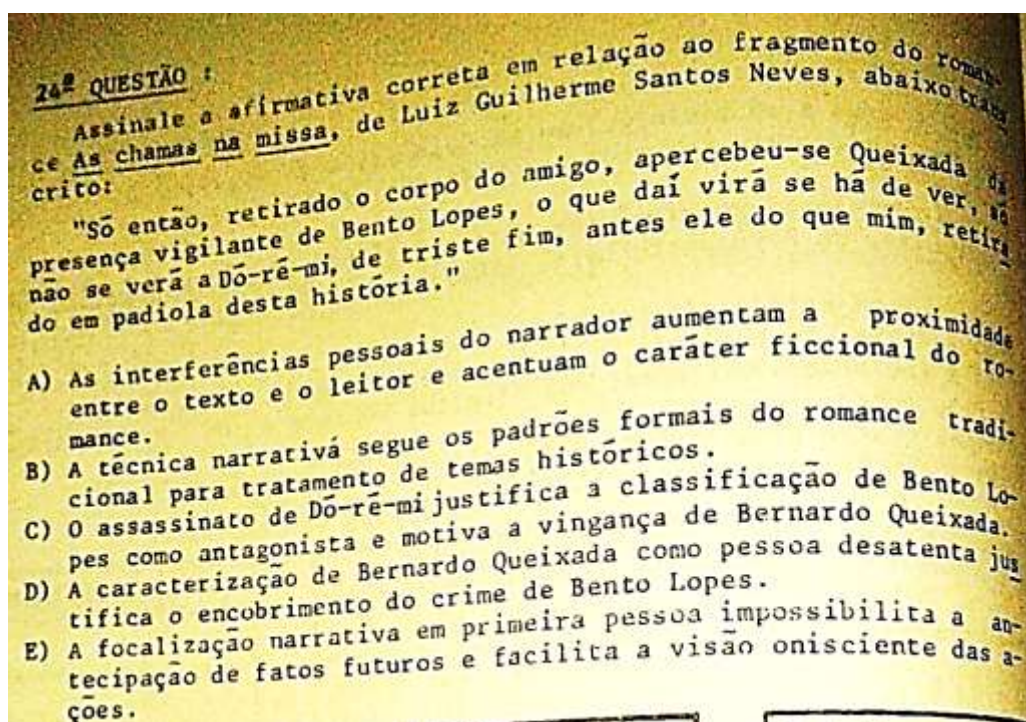 24ª QUESTÃO :
Assinale a afirmativa correta em relação ao fragmento do roman
ce As chamas na missa, de Luiz Guilherme Santos Neves, abaixo trans
crito:
"Só então, retirado o corpo do amigo, apercebeu-se Queixada da
presença vigilante de Bento Lopes, o que daí virá se há de ver, só
não se verá a Dó-ré-mi, de triste fim, antes ele do que mim, retira
do em padiola desta história."
A) As interferências pessoais do narrador aumentam a proximidade
entre o texto e o leitor e acentuam o caráter ficcional do ro-
mance.
B) A técnica narrativa segue os padrões formais do romance tradi-
cional para tratamento de temas históricos.
C) O assassinato de Dó-ré-mi justifica a classificação de Bento Lo-
pes como antagonista e motiva a vingança de Bernardo Queixada.
D) A caracterização de Bernardo Queixada como pessoa desatenta jus
tifica o encobrimento do crime de Bento Lopes.
E) A focalização narrativa em primeira pessoa impossibilita a an-
tecipação de fatos futuros e facilita a visão onisciente das a-
ções.